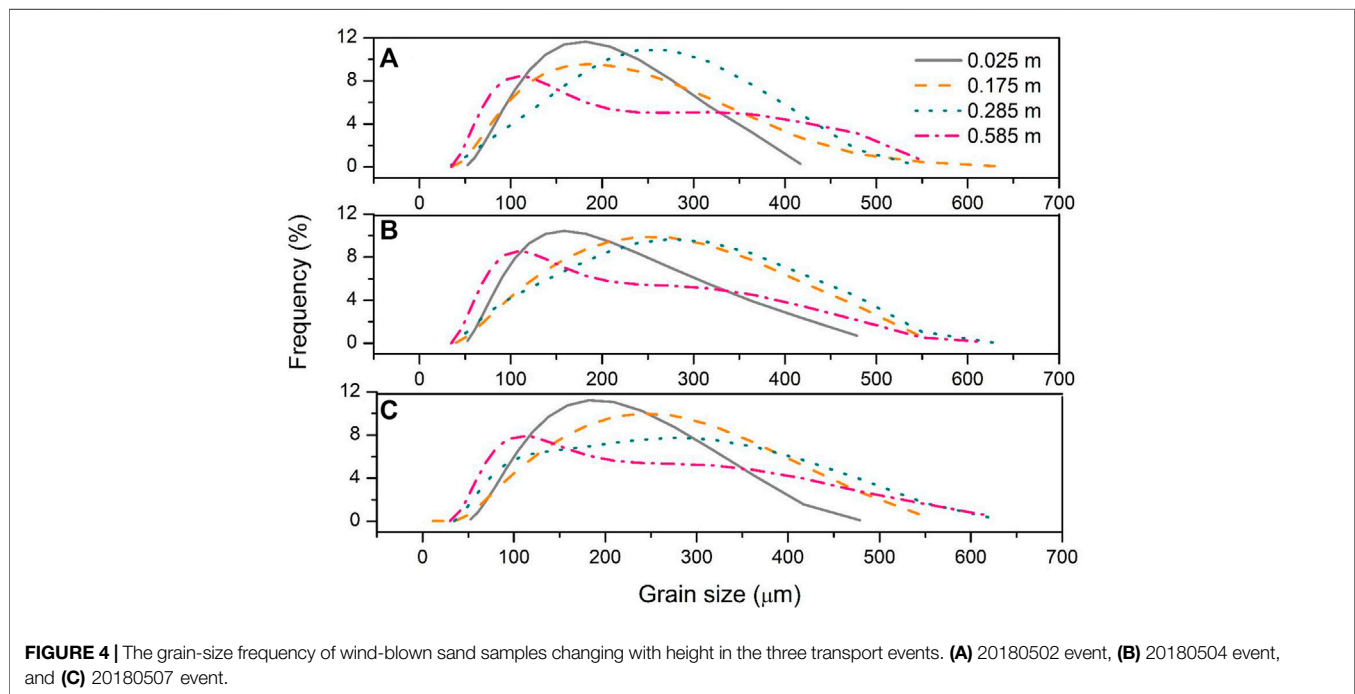 A
12
8
4
0
0.025 m
0.175 m
0.285 m
0.585 m
0 100 200 300 400 500 600 700
Frequency (%)
B
12
8
4
0
0 100 200 300 400 500 600 700
C
12
8
4
0
0 100 200 300 400 500 600 700
Grain size (μm)
FIGURE 4 | The grain-size frequency of wind-blown sand samples changing with height in the three transport events. (A) 20180502 event, (B) 20180504 event,
and (C) 20180507 event.